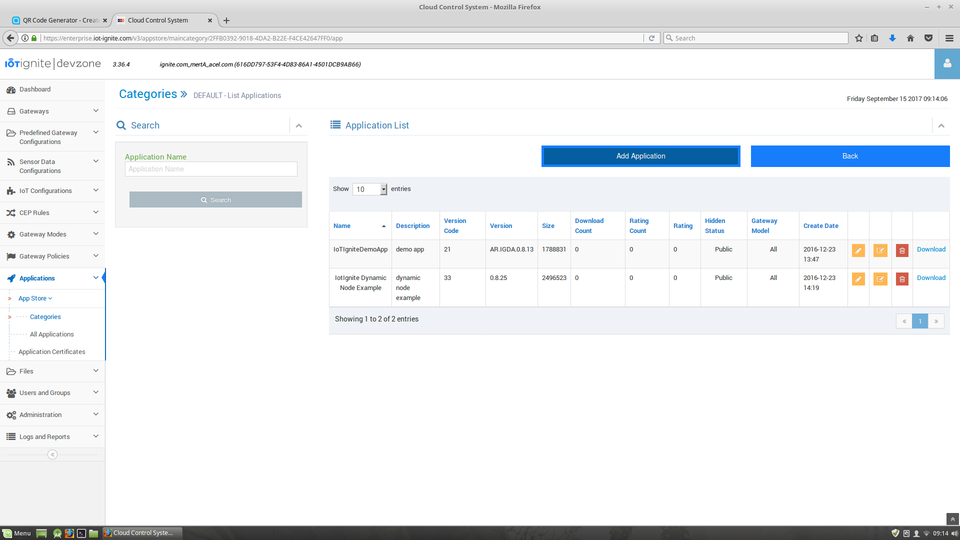 Cloud Control System - Mozilla Firefox
QR Code Generator - Crea
Cloud Control System
https://enterprise.iot-ignite.com/v3/appstore/maincategory/2FFB0392-9018-4DA2-B22E-F4CE42647FF0/app
Search
IOTignite | devzone
3.36.4
ignite.com_mertA_acel.com (616DD797-53F4-4D83-86A1-4501DCB9AB66)
Dashboard
Gateways
Predefined Gateway
Configurations
Sensor Data
Configurations
IoT Configurations
CEP Rules
Gateway Modes
Gateway Policies
Applications
App Store
Categories
All Applications
Application Certificates
Files
Users and Groups
Administration
Logs and Reports
Categories » DEFAULT - List Applications
Friday September 15 2017 09:14:06
Search
Application Name
Application Name
Search
Application List
Add Application
Back
Show 10 entries
Name Description Version Code Version Size Download Count Rating Count Rating Hidden Status Gateway Model Create Date
IoTIgniteDemoApp demo app 21 AR.IGDA.0.8.13 1788831 0 0 0 Public All 2016-12-23 13:47 Download
IotIgnite Dynamic Node Example dynamic node example 33 0.8.25 2496523 0 0 0 Public All 2016-12-23 14:19 Download
Showing 1 to 2 of 2 entries
« 1 »
Menu
Cloud Control Syste...
09:14